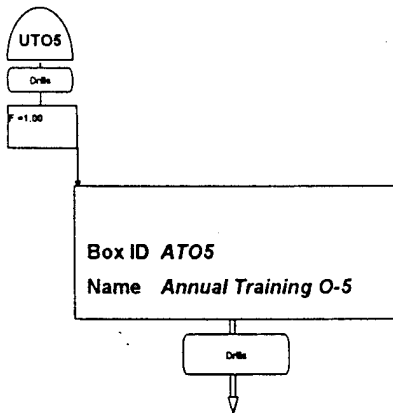 UTO5
Drills
F =1.00
Box ID ATO5
Name Annual Training O-5
Drills